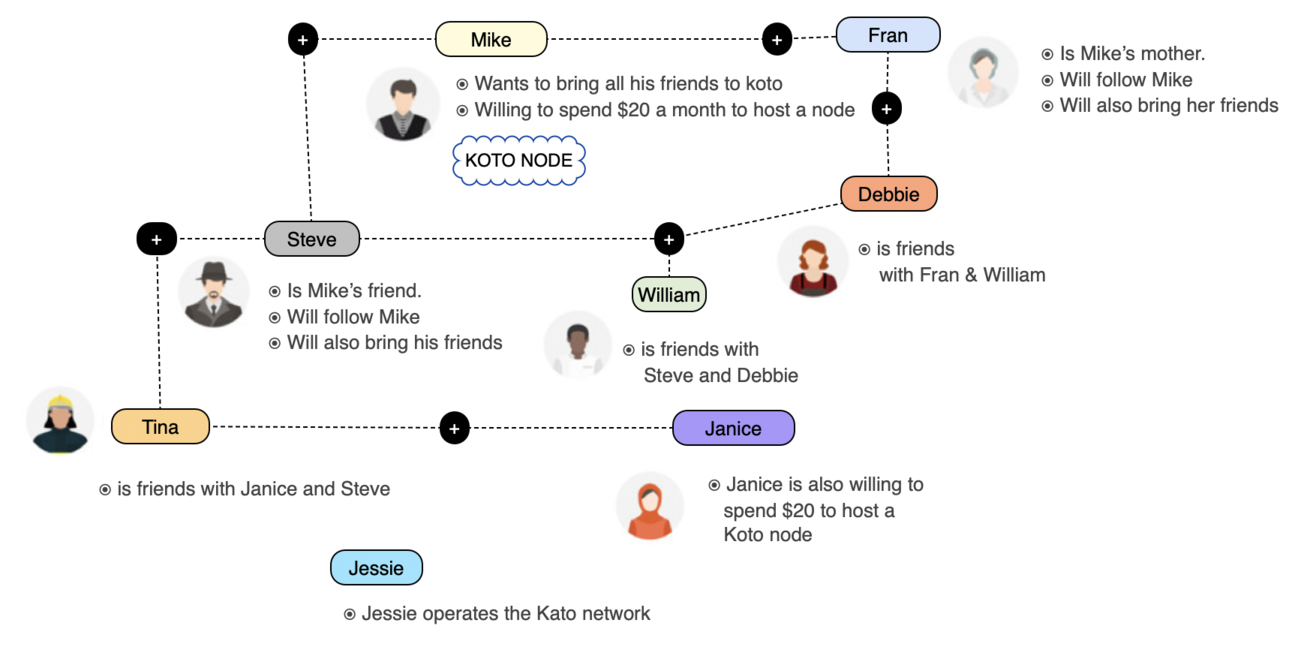 +
Mike
+
Fran
Wants to bring all his friends to koto
Willing to spend $20 a month to host a node
KOTO NODE
Is Mike’s mother.
Will follow Mike
Will also bring her friends
+
Debbie
is friends
with Fran & William
+
Steve
+
William
Is Mike’s friend.
Will follow Mike
Will also bring his friends
is friends with
Steve and Debbie
Tina
+
Janice
is friends with Janice and Steve
Janice is also willing to
spend $20 to host a
Koto node
Jessie
Jessie operates the Kato network